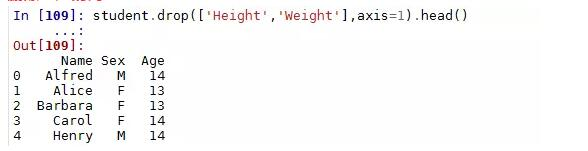 In [109]: student.drop(['Height','Weight'],axis=1).head()
...:
Out[109]:
Name Sex Age
0 Alfred M 14
1 Alice F 13
2 Barbara F 13
3 Carol F 14
4 Henry M 14